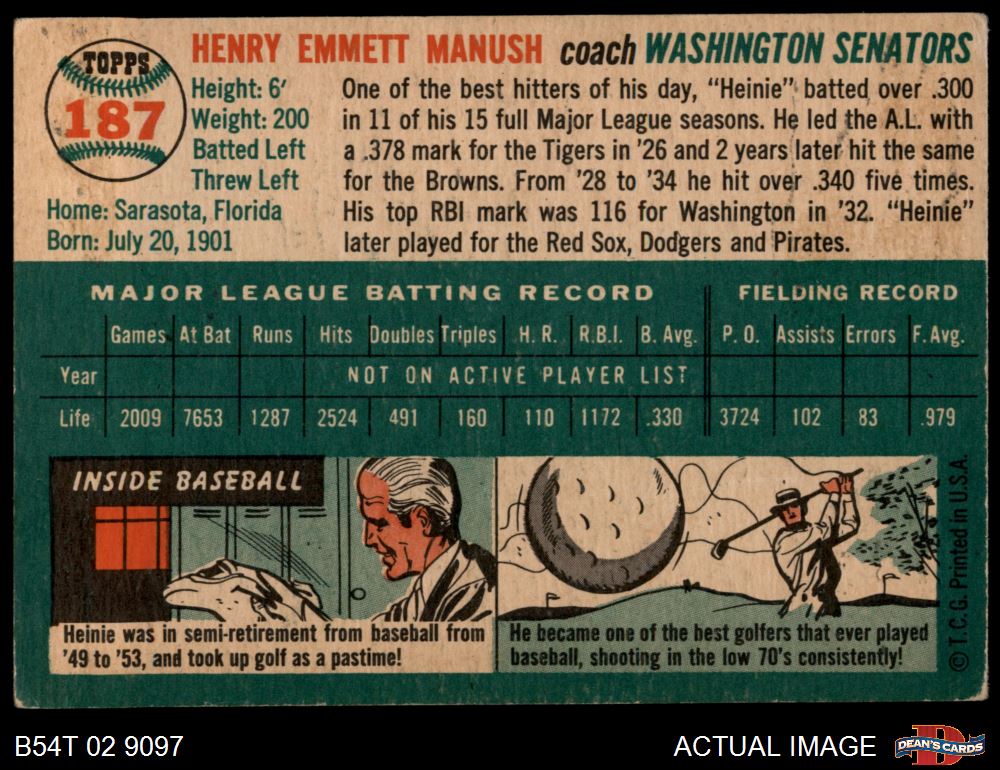 TOPPS
187
HENRY EMMETT MANUSH coach WASHINGTON SENATORS
Height: 6'
Weight: 200
Batted Left
Threw Left
Home: Sarasota, Florida
Born: July 20, 1901
One of the best hitters of his day, "Heinie" batted over .300
in 11 of his 15 full Major League seasons. He led the A.L. with
a .378 mark for the Tigers in '26 and 2 years later hit the same
for the Browns. From '28 to '34 he hit over .340 five times.
His top RBI mark was 116 for Washington in '32. "Heinie"
later played for the Red Sox, Dodgers and Pirates.
MAJOR LEAGUE BATTING RECORD FIELDING RECORD
Games At Bat Runs Hits Doubles Triples H. R. R.B.I. B. Avg. P. O. Assists Errors F. Avg.
Year NOT ON ACTIVE PLAYER LIST
Life 2009 7653 1287 2524 491 160 110 1172 .330 3724 102 83 .979
INSIDE BASEBALL
Heinie was in semi-retirement from baseball from
'49 to '53, and took up golf as a pastime!
He became one of the best golfers that ever played
baseball, shooting in the low 70's consistently!
© T.C.G. Printed in U.S.A.
B54T 02 9097
ACTUAL IMAGE
D
DEAN'S CARDS